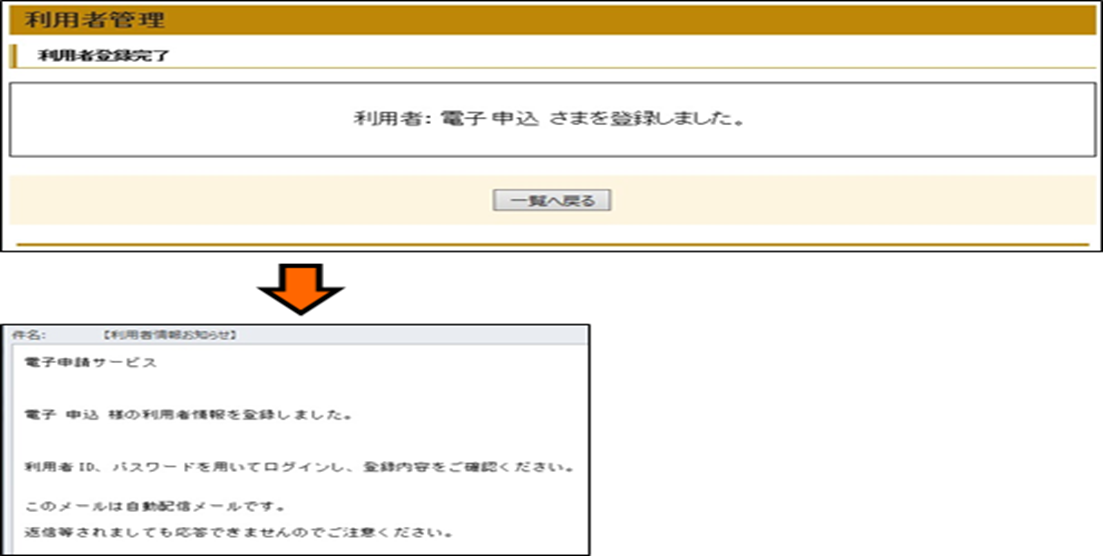 利用者管理
利用者登録完了
利用者: 電子 申込 さまを登録しました。
一覧へ戻る
件名: 【利用者情報お知らせ】
電子申請サービス
電子 申込 様の利用者情報を登録しました。
利用者 ID、パスワードを用いてログインし、登録内容をご確認ください。
このメールは自動配信メールです。
返信等されましても応答できませんのでご注意ください。